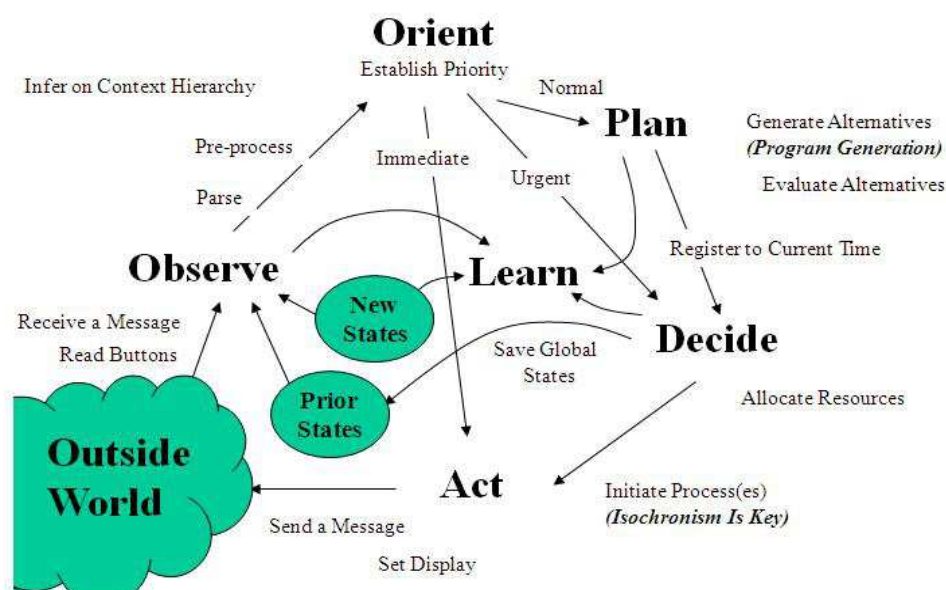 Orient
Establish Priority
Infer on Context Hierarchy
Normal
Plan
Generate Alternatives
(Program Generation)
Pre-process
Immediate
Urgent
Evaluate Alternatives
Parse
Observe
Learn
Register to Current Time
New
States
Receive a Message
Read Buttons
Decide
Save Global
States
Prior
States
Allocate Resources
Outside
World
Act
Initiate Process(es)
(Isochronism Is Key)
Send a Message
Set Display